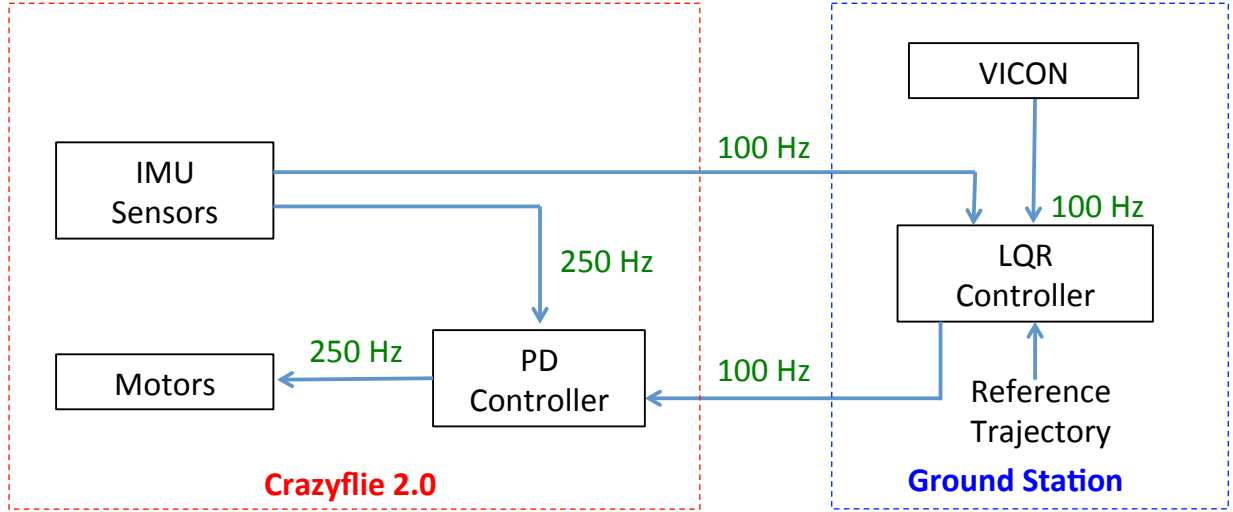 VICON
100 Hz
IMU
Sensors
100 Hz
LQR
Controller
250 Hz
250 Hz
PD
Controller
Motors
100 Hz
Reference
Trajectory
Crazyflie 2.0
Ground Station